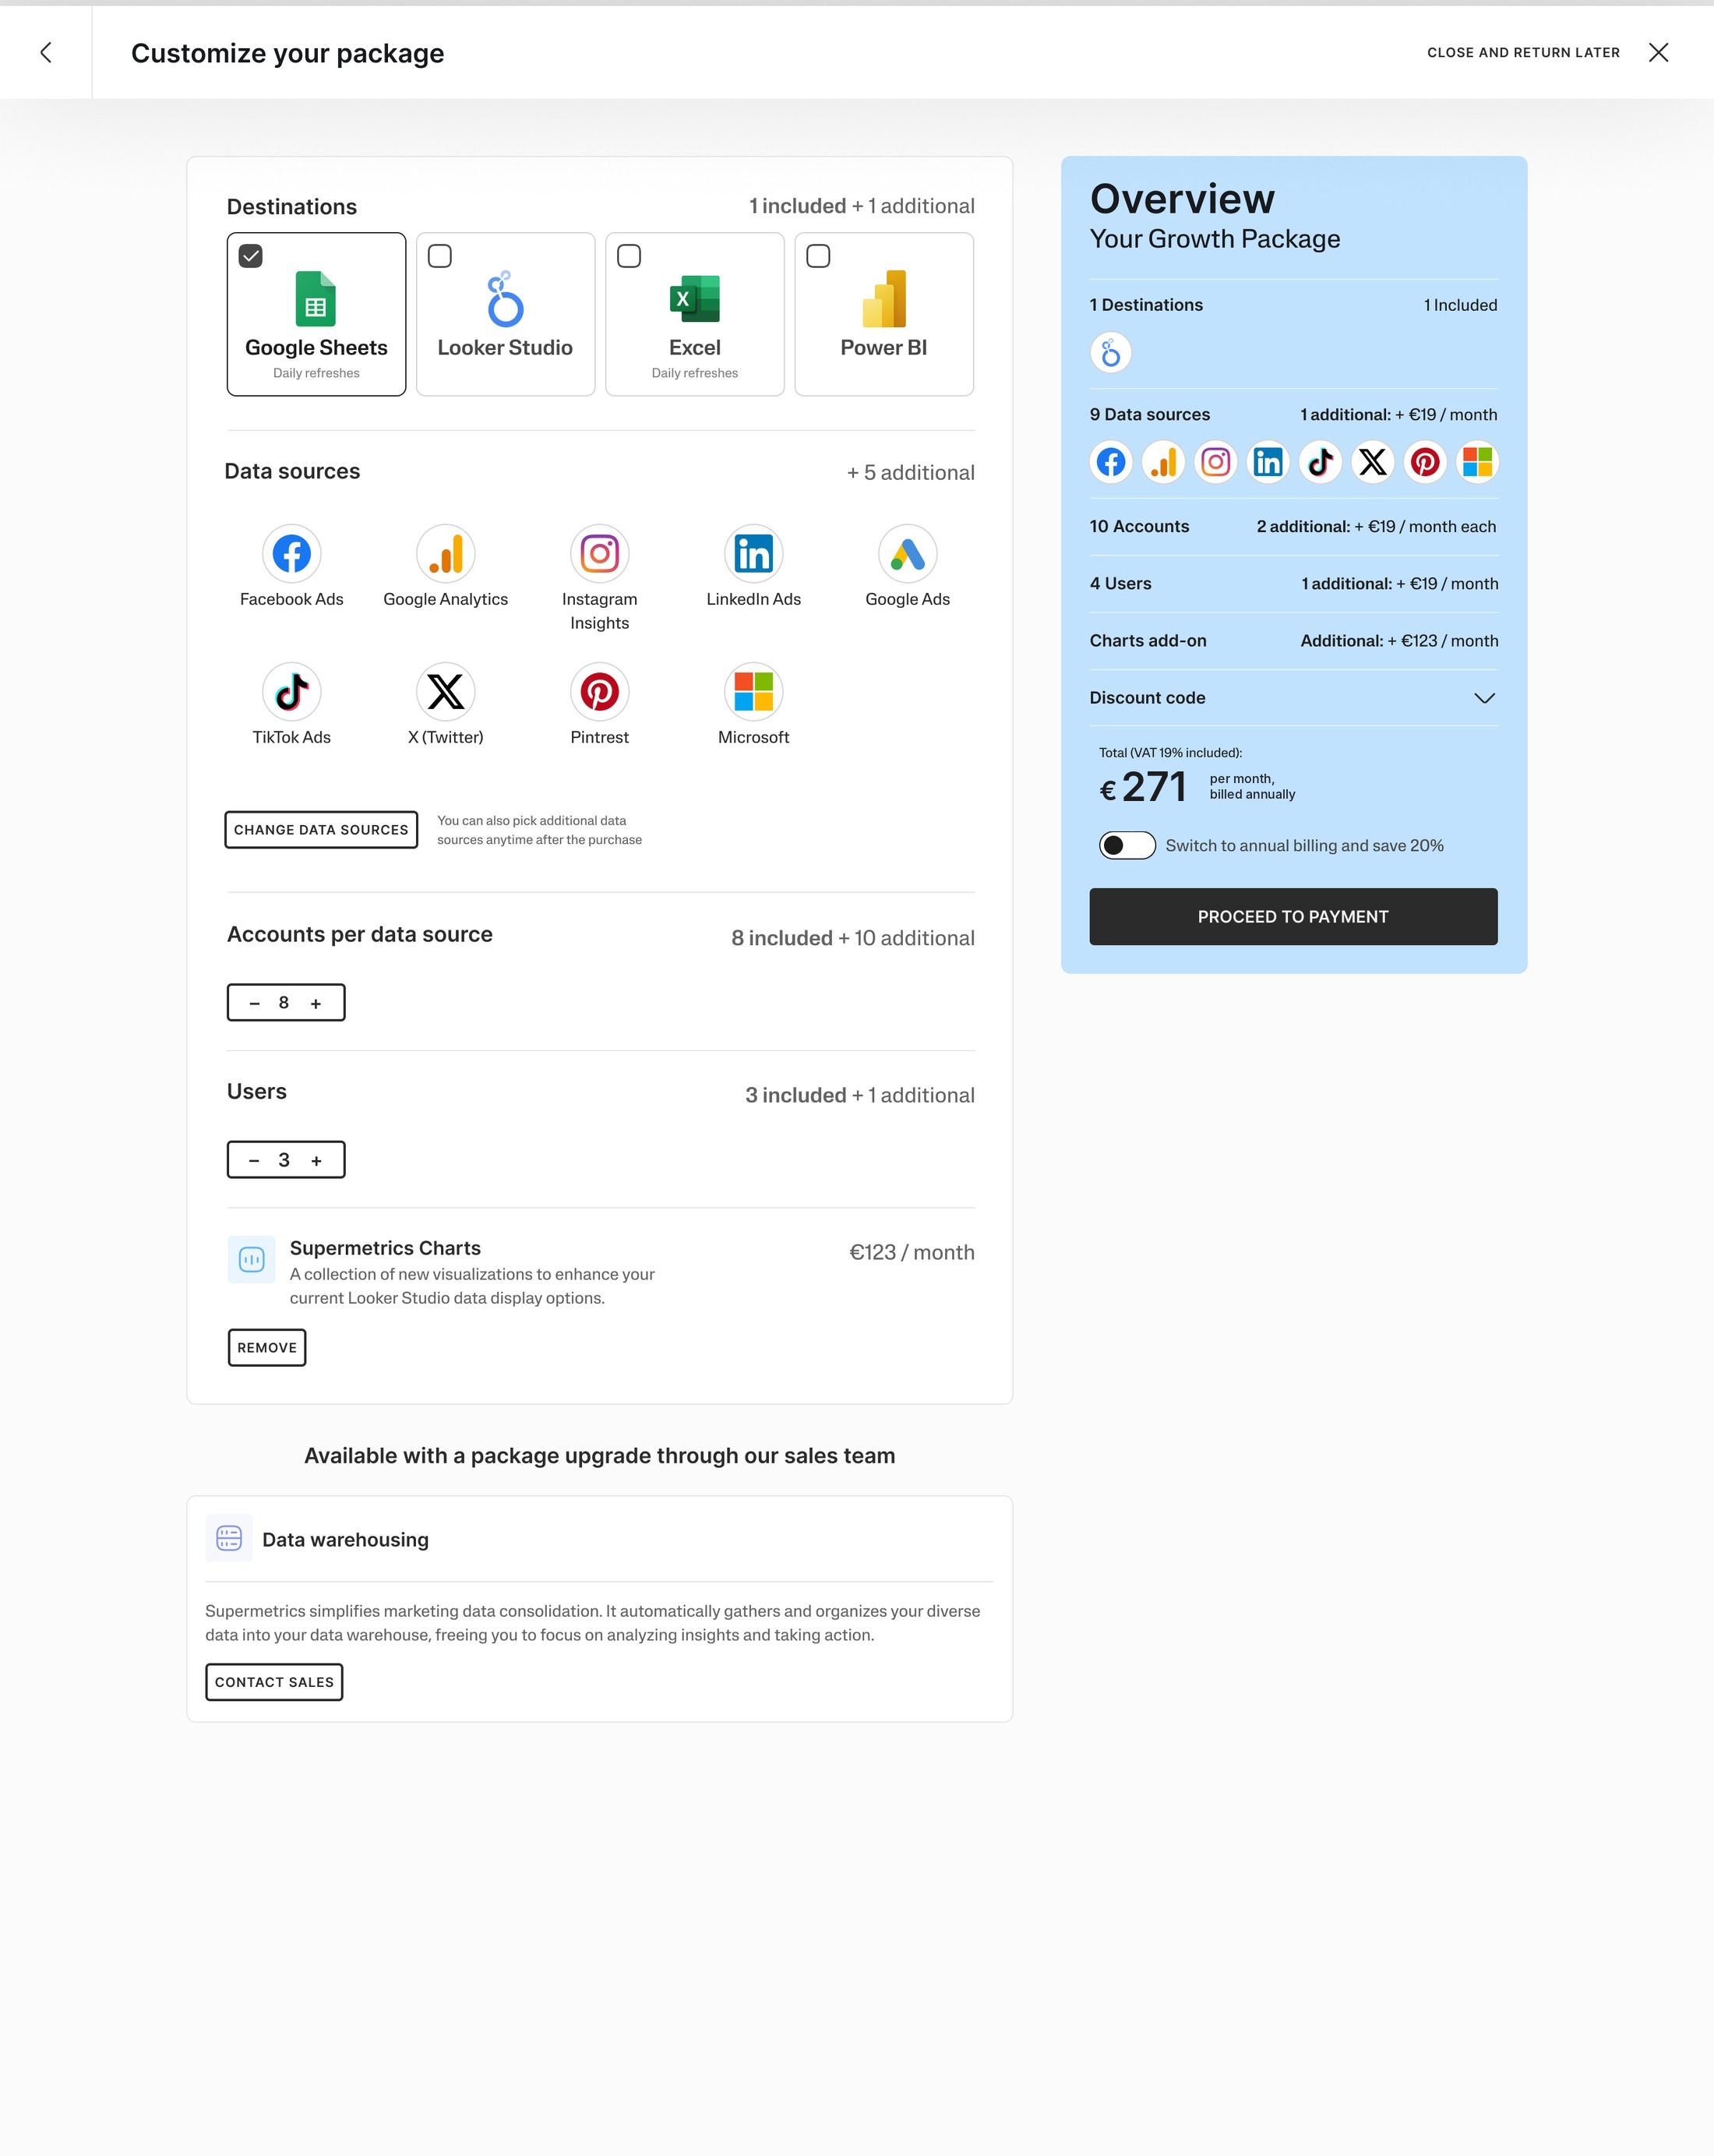 Customize your package
CLOSE AND RETURN LATER
Destinations
1 included + 1 additional
Google Sheets
Daily refreshes
Looker Studio
Excel
Daily refreshes
Power BI
Data sources
+ 5 additional
Facebook Ads
Google Analytics
Instagram
Insights
LinkedIn Ads
Google Ads
TikTok Ads
X (Twitter)
Pintrest
Microsoft
CHANGE DATA SOURCES
You can also pick additional data
sources anytime after the purchase
Accounts per data source
8 included + 10 additional
– 8 +
Users
3 included + 1 additional
– 3 +
Supermetrics Charts
€123 / month
A collection of new visualizations to enhance your
current Looker Studio data display options.
REMOVE
Available with a package upgrade through our sales team
Data warehousing
Supermetrics simplifies marketing data consolidation. It automatically gathers and organizes your diverse
data into your data warehouse, freeing you to focus on analyzing insights and taking action.
CONTACT SALES
Overview
Your Growth Package
1 Destinations
1 Included
9 Data sources
1 additional: + €19 / month
10 Accounts
2 additional: + €19 / month each
4 Users
1 additional: + €19 / month
Charts add-on
Additional: + €123 / month
Discount code
Total (VAT 19% included):
€ 271
per month,
billed annually
Switch to annual billing and save 20%
PROCEED TO PAYMENT